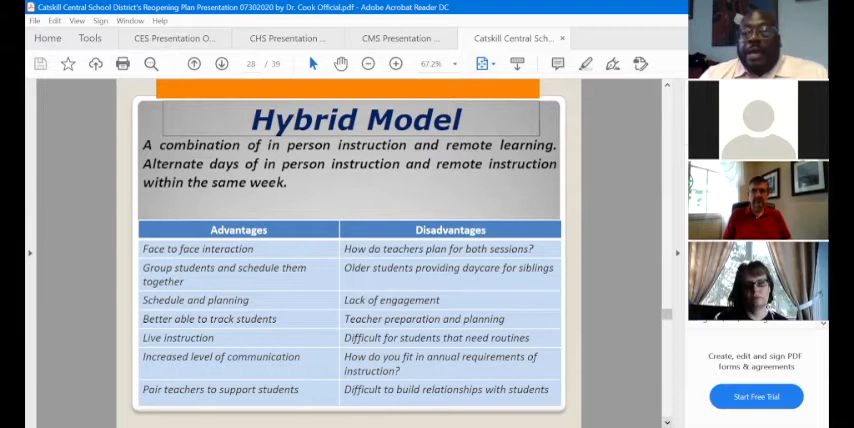 Catskill Central School District's Reopening Plan Presentation 07302020 by Dr. Cook Official.pdf - Adobe Acrobat Reader DC
File Edit View Sign Window Help
Home Tools CES Presentation O... CHS Presentation ... CMS Presentation ... Catskill Central Sch... ×
28 / 39 67.2%
Hybrid Model
A combination of in person instruction and remote learning.
Alternate days of in person instruction and remote instruction
within the same week.
Advantages Disadvantages
Face to face interaction How do teachers plan for both sessions?
Group students and schedule them Older students providing daycare for siblings
together
Schedule and planning Lack of engagement
Better able to track students Teacher preparation and planning
Live instruction Difficult for students that need routines
Increased level of communication How do you fit in annual requirements of
instruction?
Pair teachers to support students Difficult to build relationships with students
Create, edit and sign PDF
forms & agreements
Start Free Trial